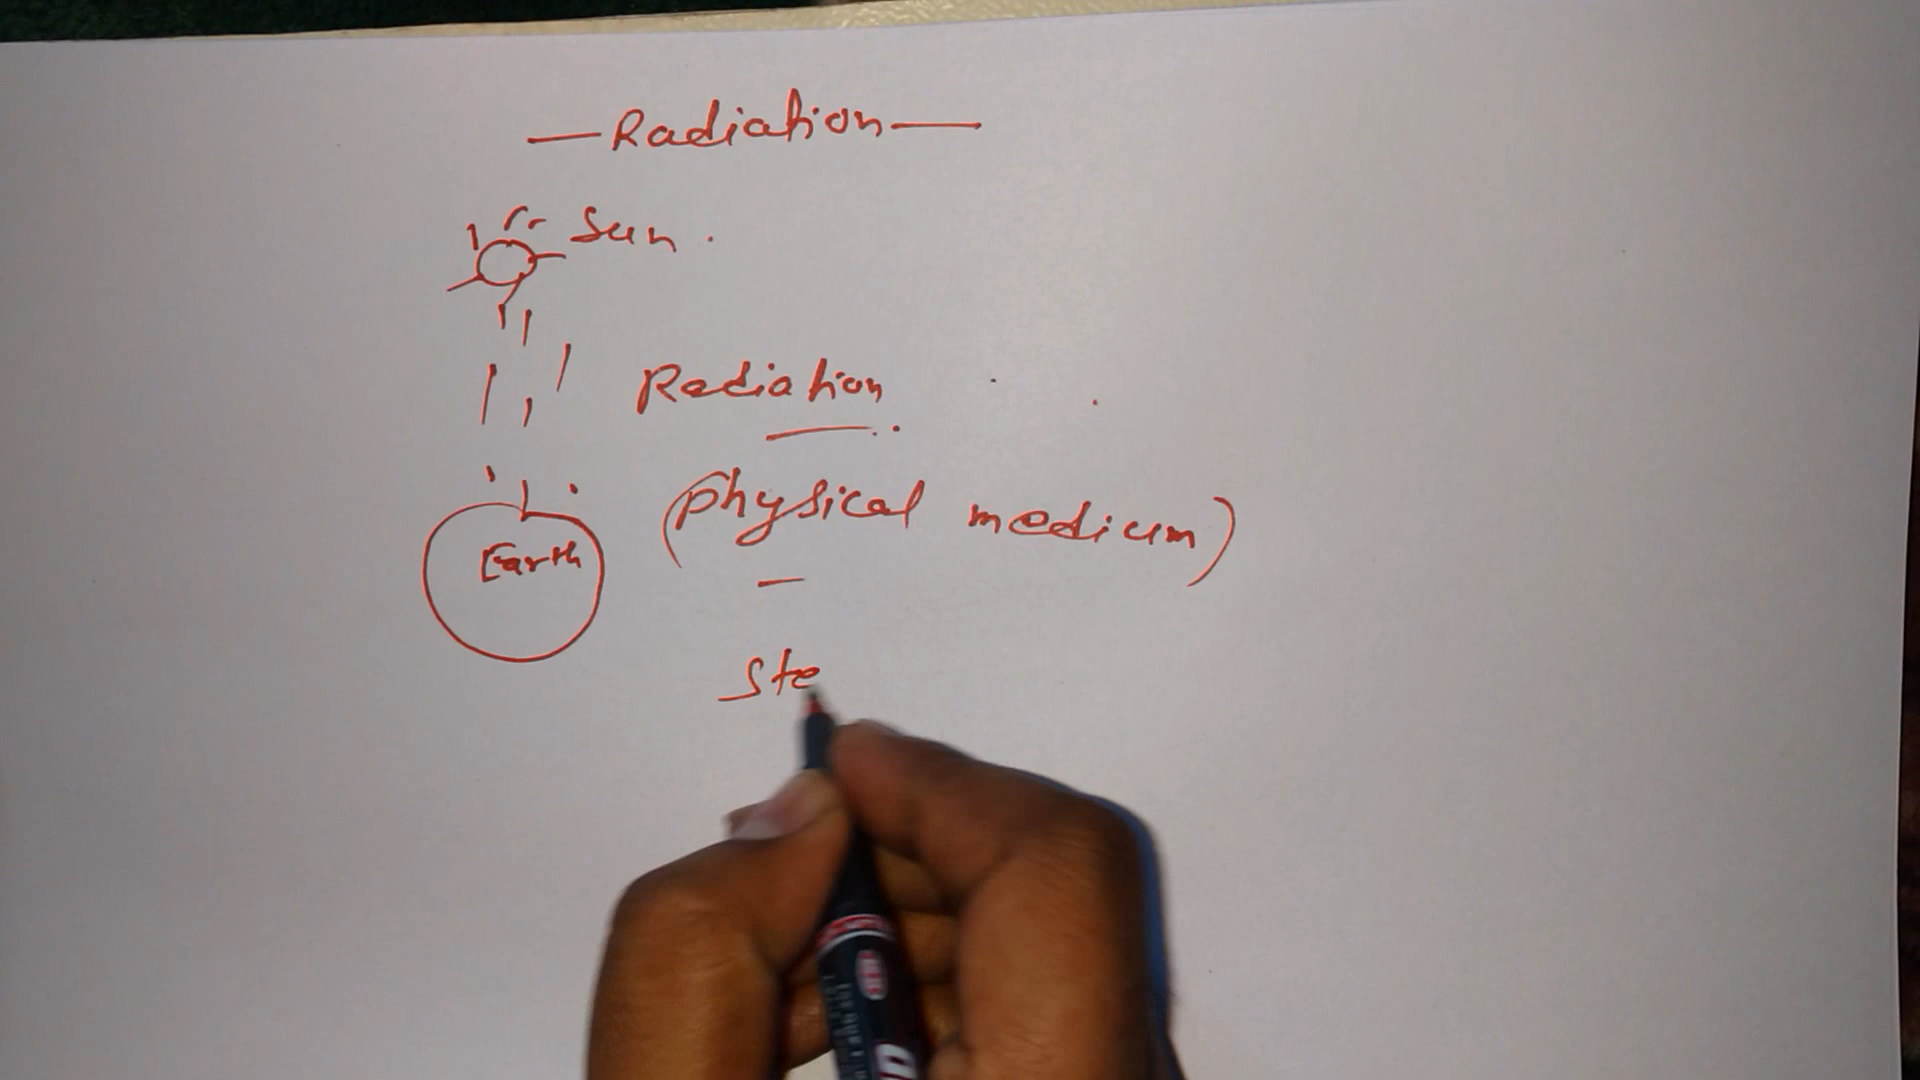 — Radiation —
Sun.
Radiation
(physical medium)
Earth
Ste